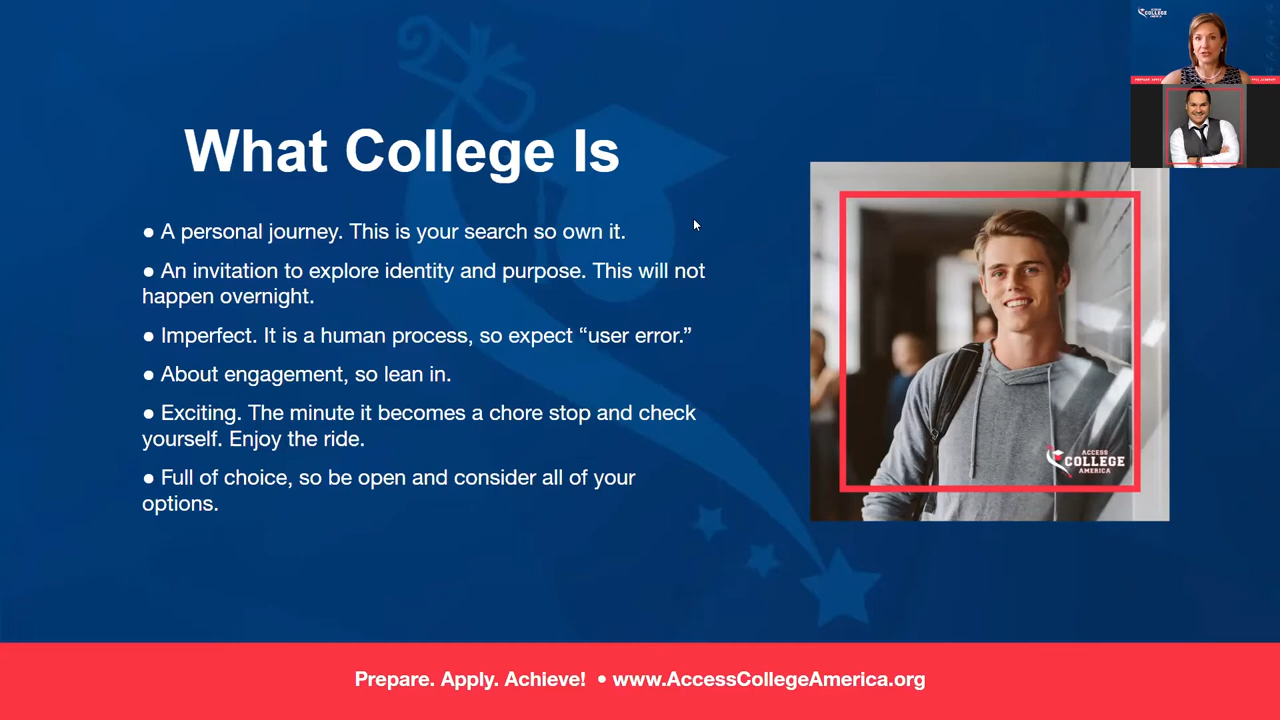 ACCESS
COLLEGE
AMERICA
What College Is
● A personal journey. This is your search so own it.
● An invitation to explore identity and purpose. This will not
happen overnight.
● Imperfect. It is a human process, so expect “user error.”
● About engagement, so lean in.
● Exciting. The minute it becomes a chore stop and check
yourself. Enjoy the ride.
● Full of choice, so be open and consider all of your
options.
ACCESS
COLLEGE
AMERICA
Prepare. Apply. Achieve! • www.AccessCollegeAmerica.org